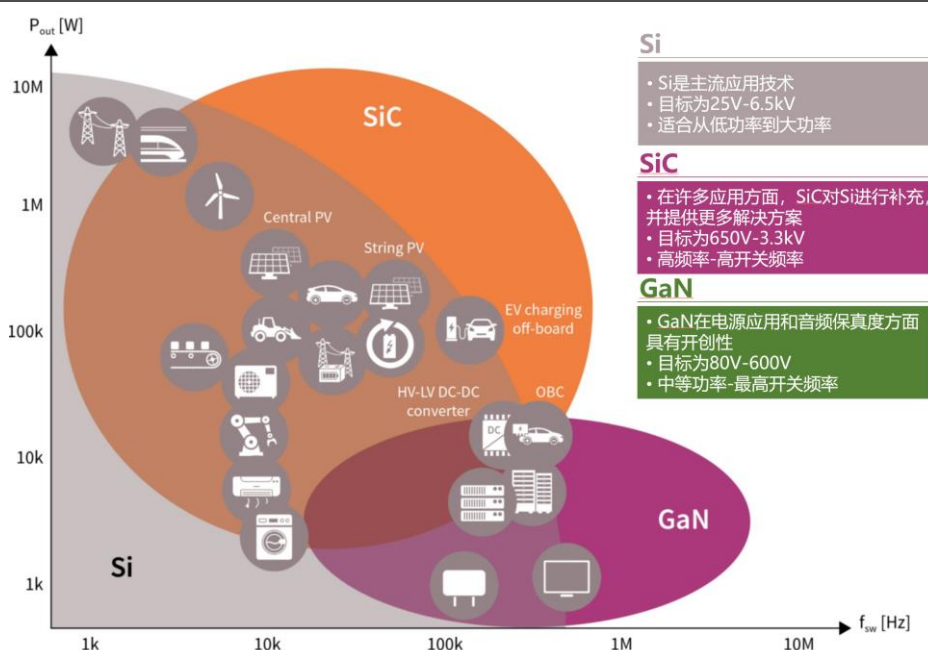 P_out [W]
10M
1M
100k
10k
1k
SiC
Central PV
String PV
EV charging
off-board
HV-LV DC-DC
converter
OBC
DC
GaN
Si
1k
10k
100k
1M
10M
f_sw [Hz]
Si
• Si是主流应用技术
• 目标为25V-6.5kV
• 适合从低功率到大功率
SiC
• 在许多应用方面，SiC对Si进行补充，
并提供更多解决方案
• 目标为650V-3.3kV
• 高频率-高开关频率
GaN
• GaN在电源应用和音频保真度方面
具有开创性
• 目标为80V-600V
• 中等功率-最高开关频率